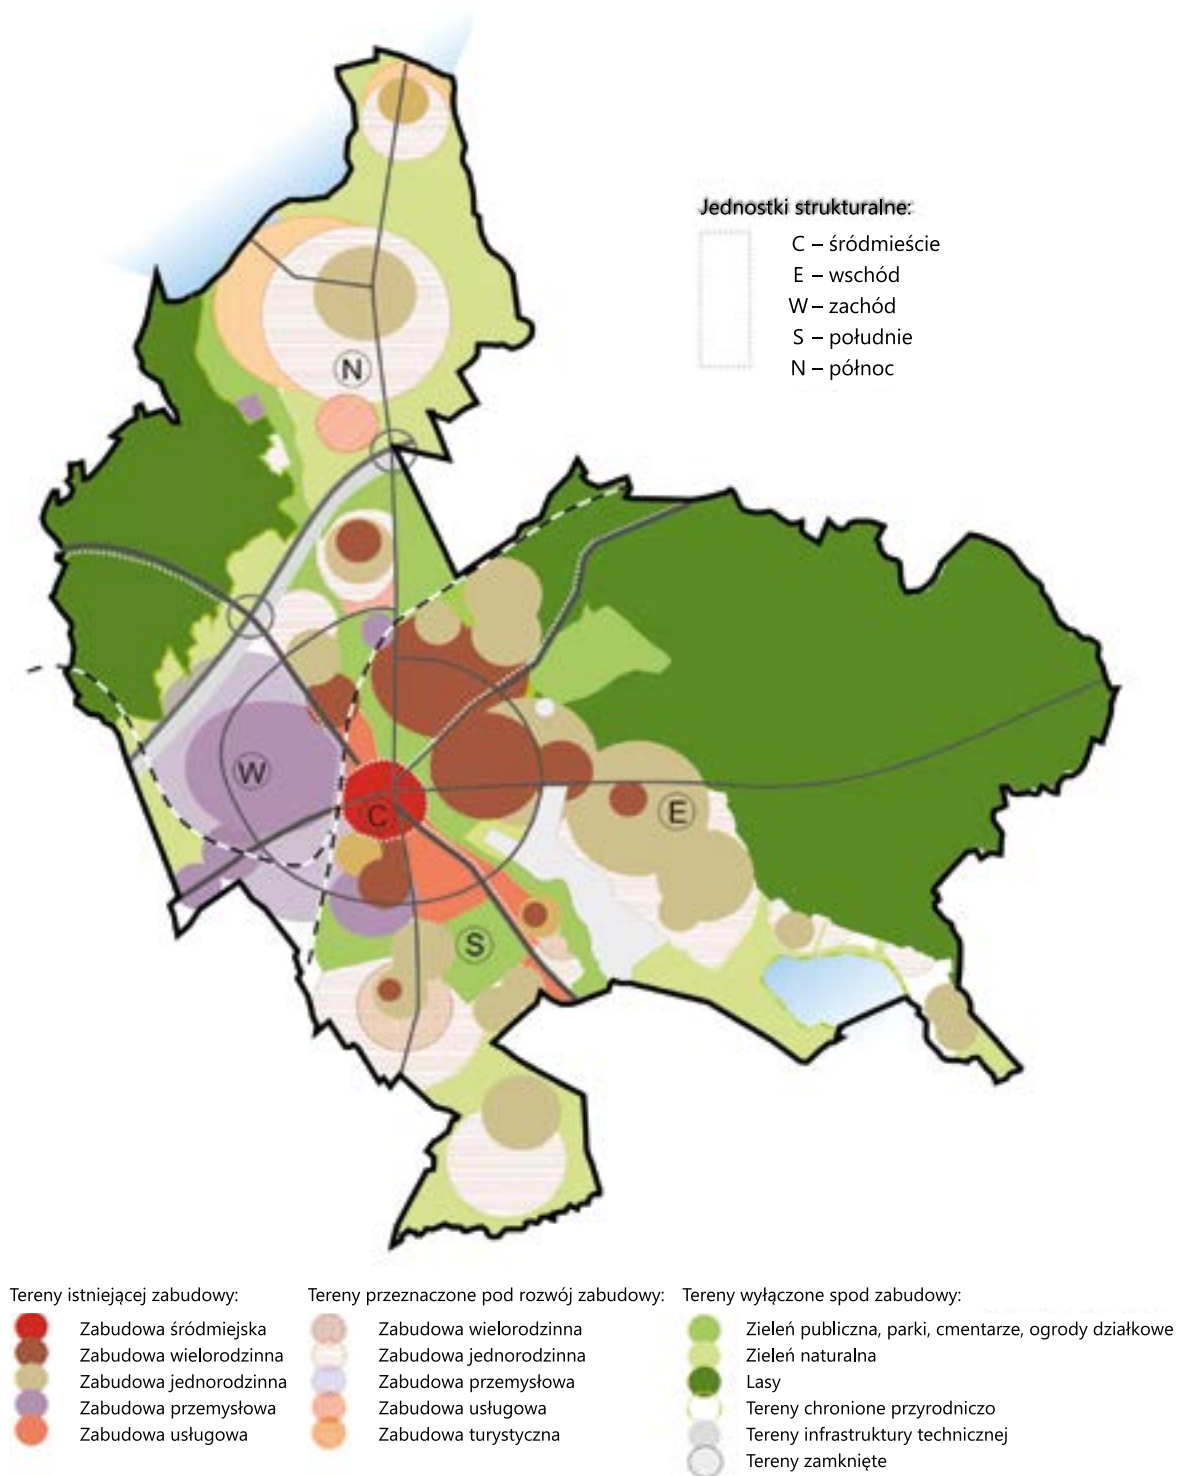 Jednostki strukturalne:
C – śródmieście
E – wschód
W – zachód
S – południe
N – północ
N
W
C
E
S
Tereny istniejącej zabudowy:
Zabudowa śródmiejska
Zabudowa wielorodzinna
Zabudowa jednorodzinna
Zabudowa przemysłowa
Zabudowa usługowa
Tereny przeznaczone pod rozwój zabudowy:
Zabudowa wielorodzinna
Zabudowa jednorodzinna
Zabudowa przemysłowa
Zabudowa usługowa
Zabudowa turystyczna
Tereny wyłączone spod zabudowy:
Zieleń publiczna, parki, cmentarze, ogrody działkowe
Zieleń naturalna
Lasy
Tereny chronione przyrodniczo
Tereny infrastruktury technicznej
Tereny zamknięte